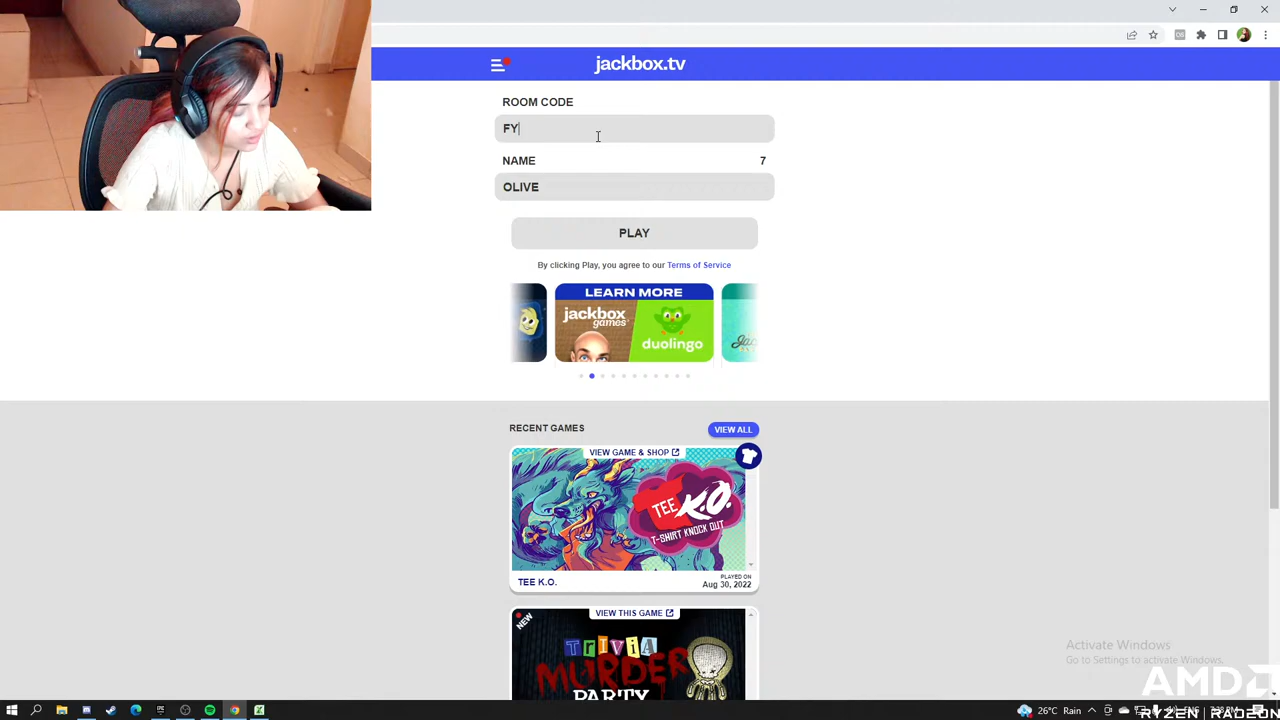 jackbox.tv
ROOM CODE
FY
NAME 7
OLIVE
PLAY
By clicking Play, you agree to our Terms of Service
LEARN MORE
jackbox games
duolingo
RECENT GAMES VIEW ALL
VIEW GAME & SHOP
TEE K.O.
T-SHIRT KNOCK OUT
TEE K.O.
PLAYED ON
Aug 30, 2022
VIEW THIS GAME
NEW
TRIVIA
MURDER
PARTY
Activate Windows
Go to Settings to activate Windows.
AMD
RYZEN | RADEON
26°C Rain